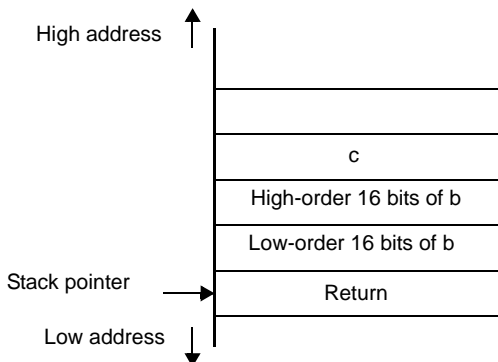 High address
c
High-order 16 bits of b
Low-order 16 bits of b
Stack pointer
Return
Low address